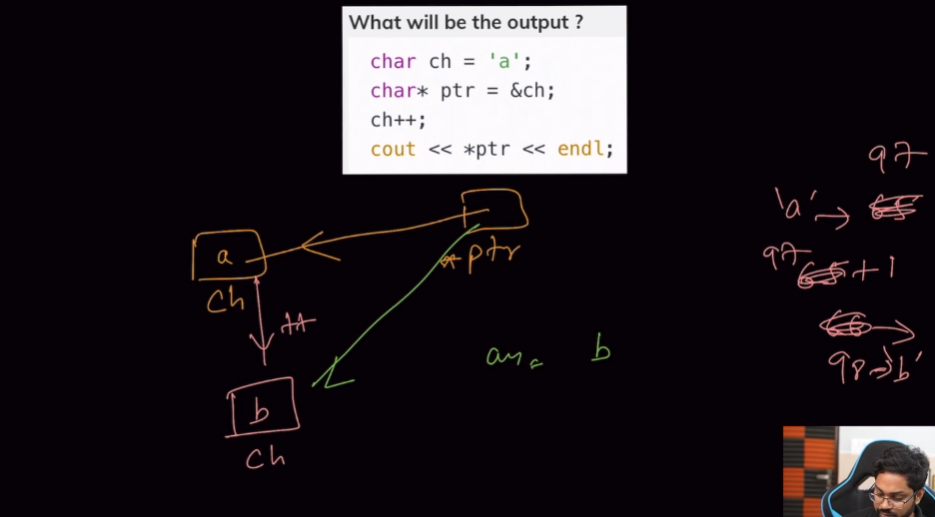 What will be the output ?
char ch = 'a';
char* ptr = &ch;
ch++;
cout << *ptr << endl;
a
ch
*ptr
++
b
ch
ans b
97
'a' →
97 + 1
98 → 'b'